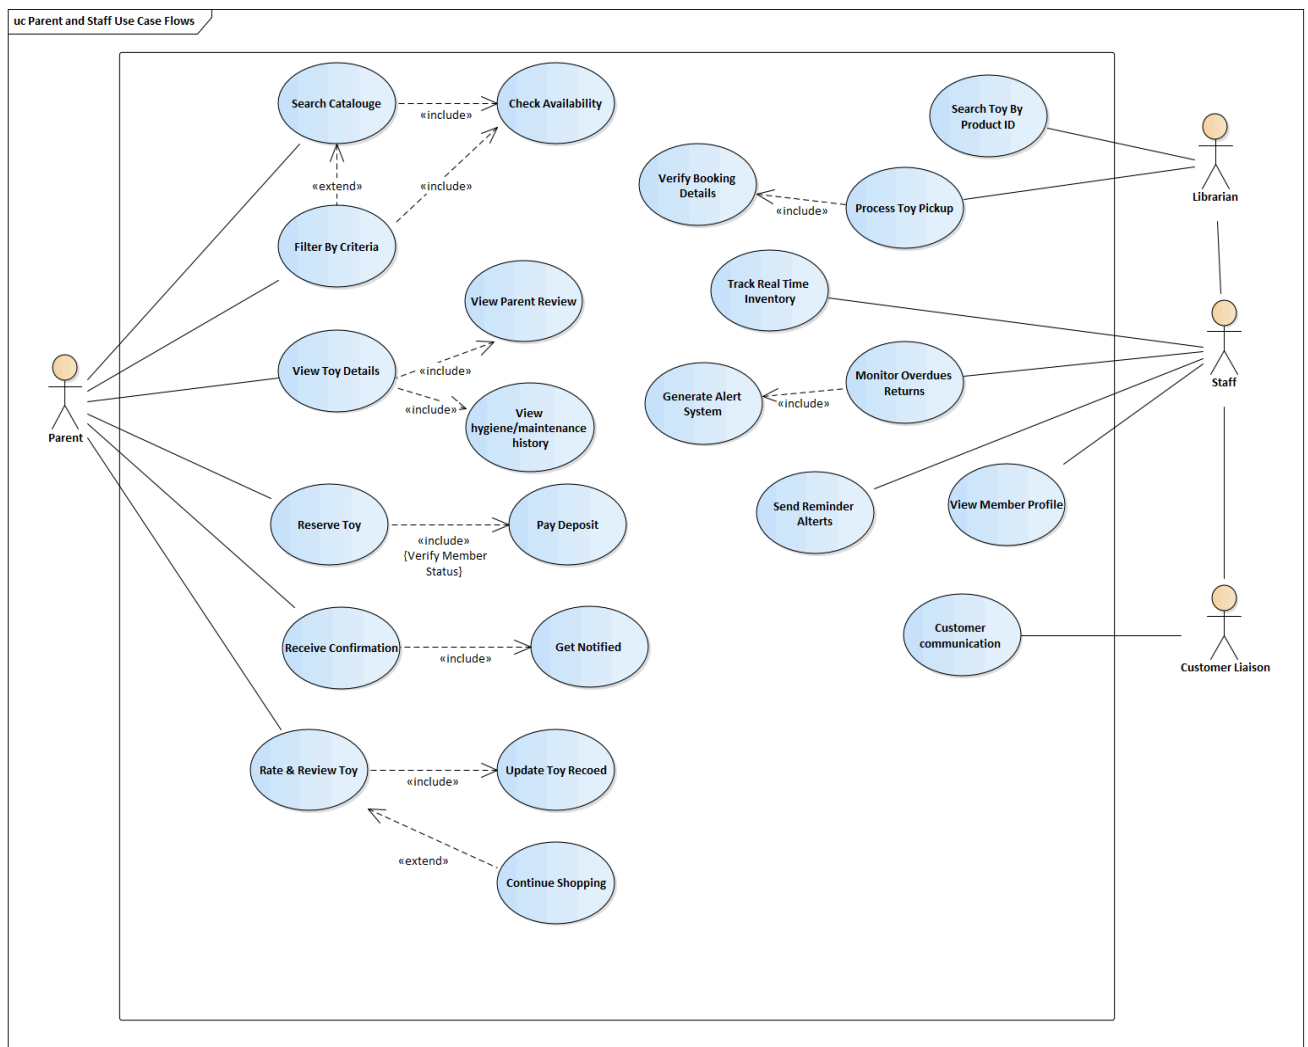 uc Parent and Staff Use Case Flows
Search Catalouge
«include»
Check Availability
«extend»
«include»
Filter By Criteria
View Parent Review
View Toy Details
«include»
«include»
View
hygiene/maintenance
history
Parent
Reserve Toy
«include»
{Verify Member
Status}
Pay Deposit
Receive Confirmation
«include»
Get Notified
Rate & Review Toy
«include»
Update Toy Recoed
«extend»
Continue Shopping
Search Toy By
Product ID
Verify Booking
Details
«include»
Process Toy Pickup
Librarian
Track Real Time
Inventory
Generate Alert
System
«include»
Monitor Overdues
Returns
Staff
Send Reminder
Alterts
View Member Profile
Customer
communication
Customer Liaison